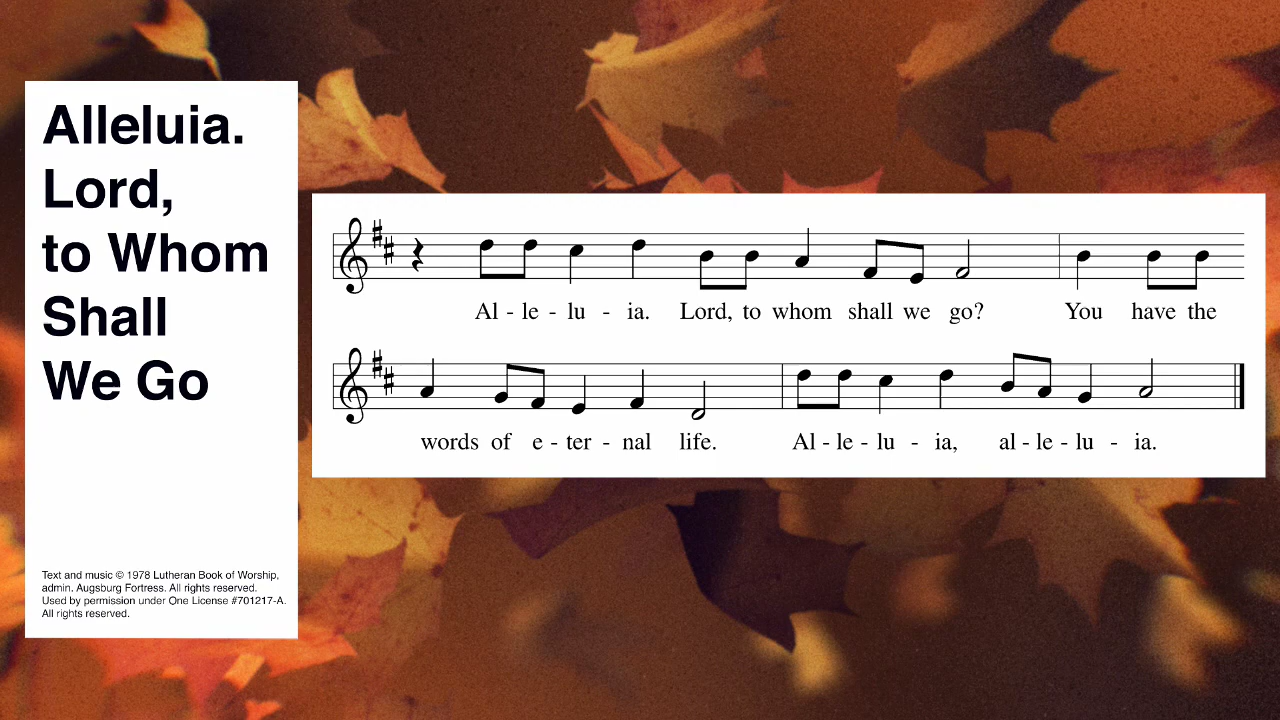 Alleluia.
Lord,
to Whom
Shall
We Go
Al - le - lu - ia. Lord, to whom shall we go? You have the
words of e - ter - nal life. Al - le - lu - ia, al - le - lu - ia.
Text and music © 1978 Lutheran Book of Worship,
admin. Augsburg Fortress. All rights reserved.
Used by permission under One License #701217-A.
All rights reserved.